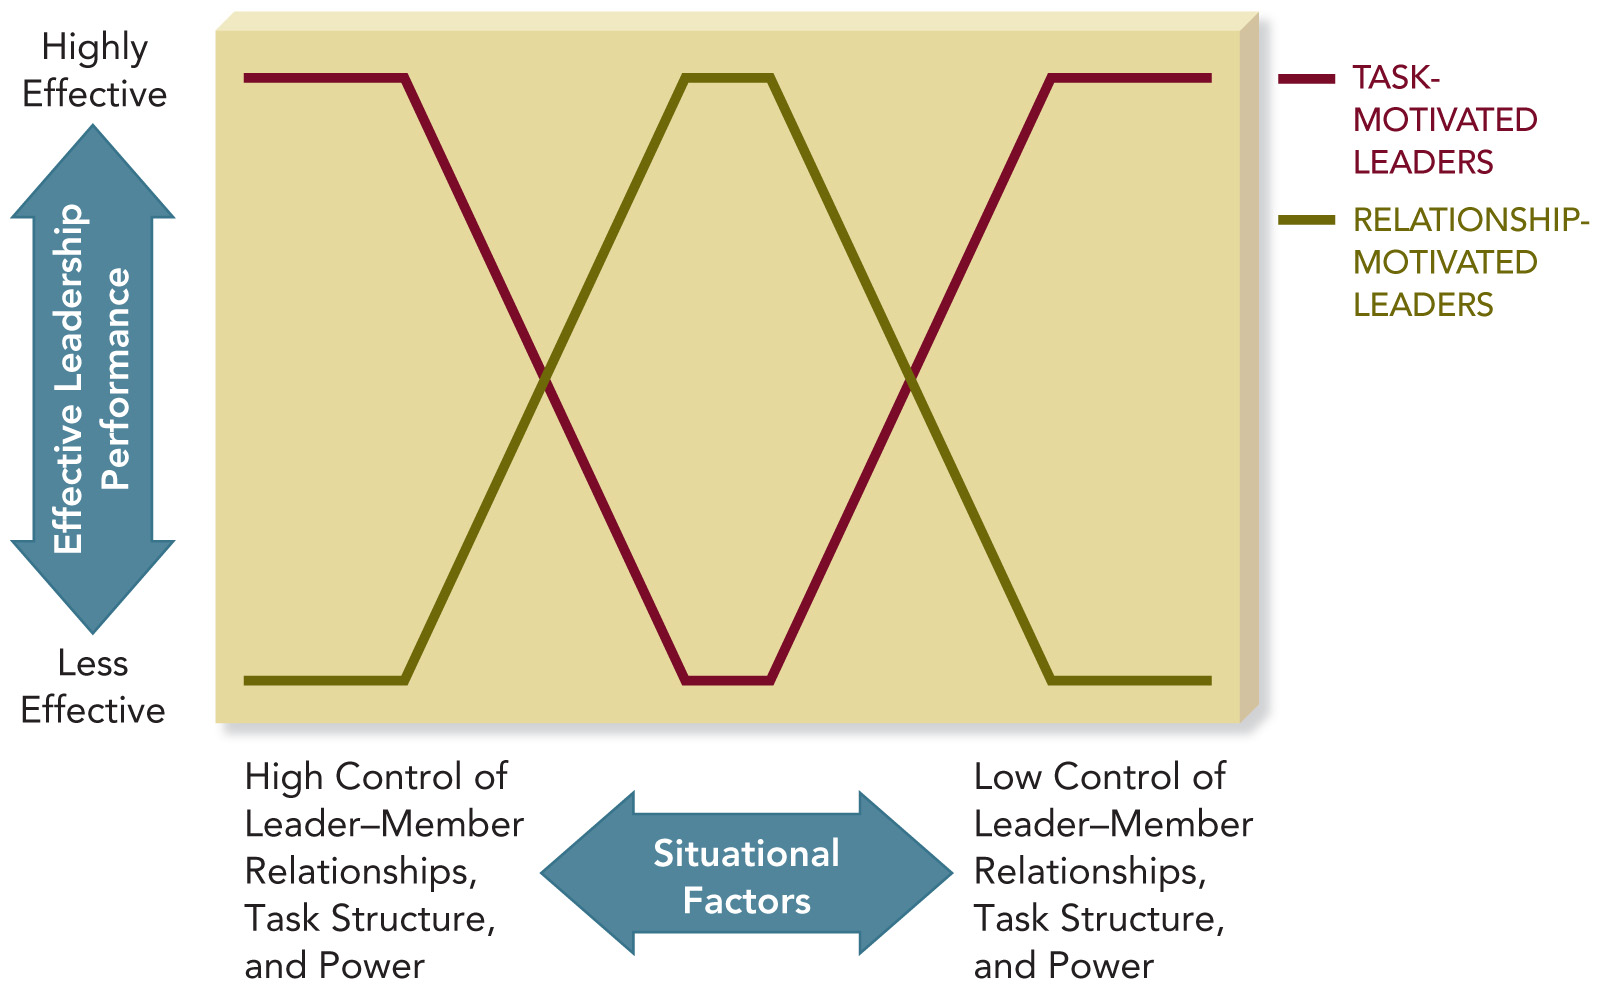 Highly
Effective
Effective Leadership
Performance
Less
Effective
TASK-
MOTIVATED
LEADERS
RELATIONSHIP-
MOTIVATED
LEADERS
High Control of
Leader–Member
Relationships,
Task Structure,
and Power
Situational
Factors
Low Control of
Leader–Member
Relationships,
Task Structure,
and Power